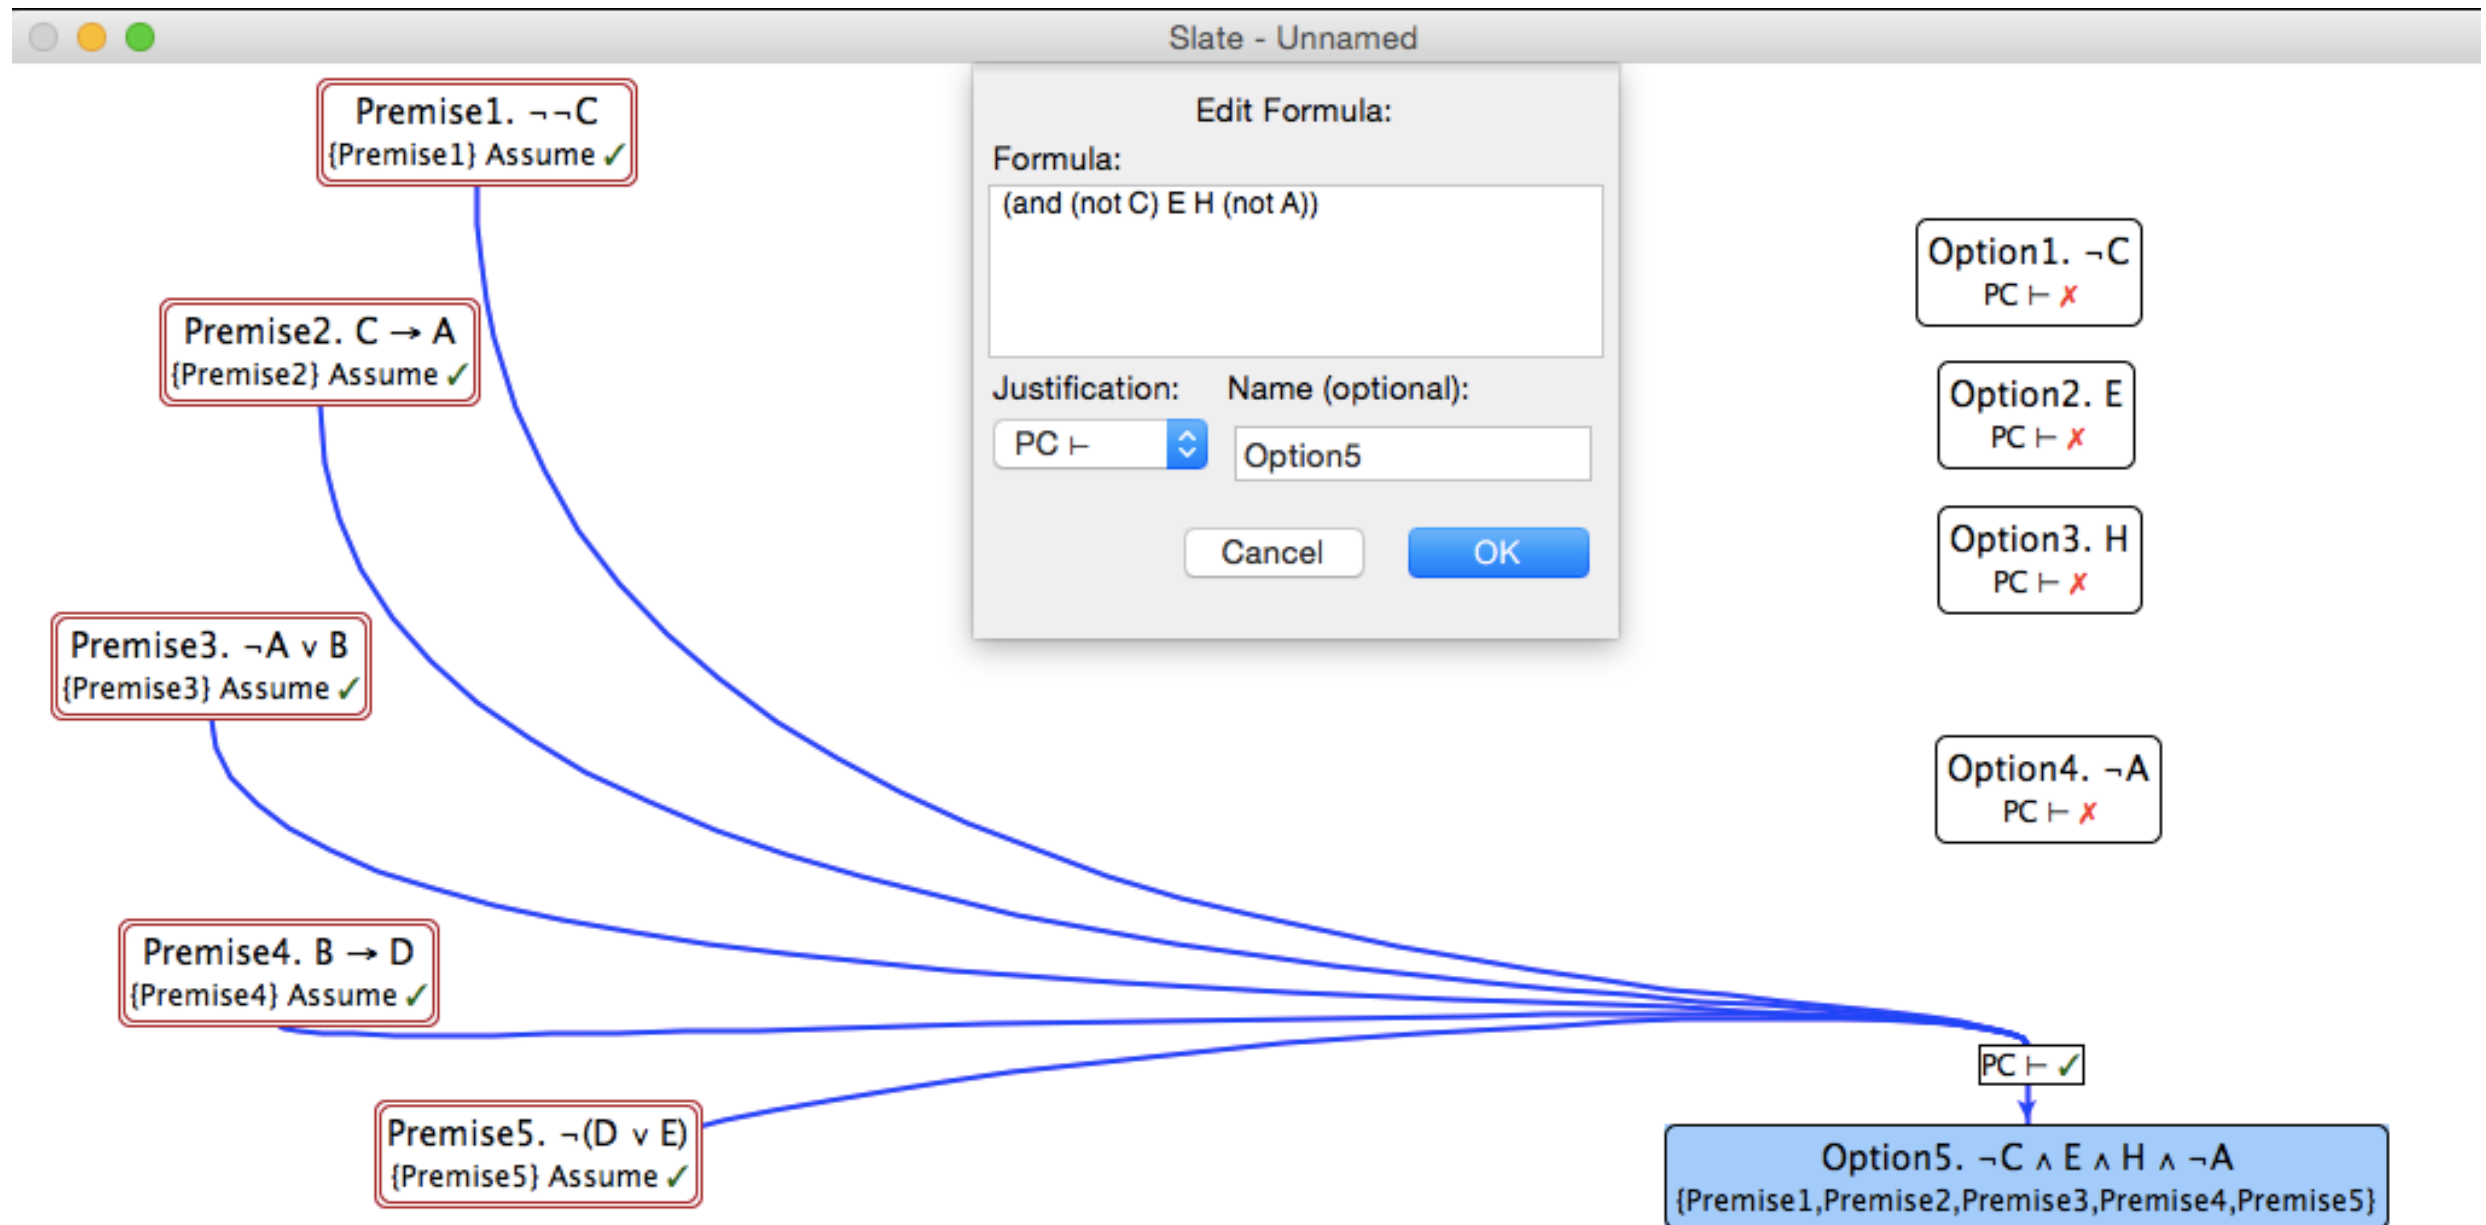 Slate - Unnamed
Premise1. ¬¬C
{Premise1} Assume ✓
Premise2. C → A
{Premise2} Assume ✓
Premise3. ¬A ∨ B
{Premise3} Assume ✓
Premise4. B → D
{Premise4} Assume ✓
Premise5. ¬(D ∨ E)
{Premise5} Assume ✓
Edit Formula:
Formula:
(and (not C) E H (not A))
Justification: Name (optional):
PC ⊢ Option5
Cancel OK
Option1. ¬C
PC ⊢ ✗
Option2. E
PC ⊢ ✗
Option3. H
PC ⊢ ✗
Option4. ¬A
PC ⊢ ✗
PC ⊢ ✓
Option5. ¬C ∧ E ∧ H ∧ ¬A
{Premise1,Premise2,Premise3,Premise4,Premise5}